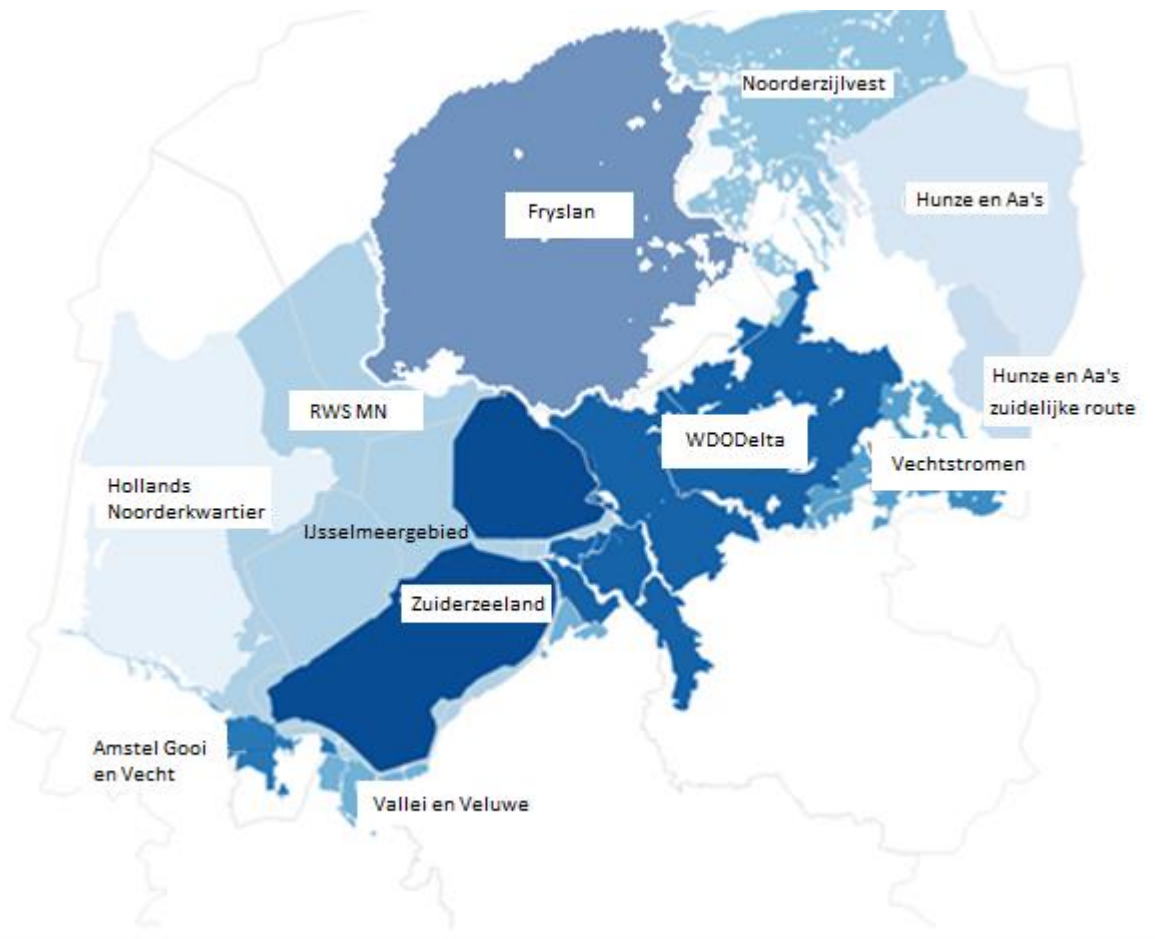 Noorderzijlvest
Hunze en Aa's
Fryslan
Hunze en Aa's
zuidelijke route
RWS MN
WDODelta
Vechtstromen
Hollands
Noorderkwartier
IJsselmeergebied
Zuiderzeeland
Amstel Gooi
en Vecht
Vallei en Veluwe